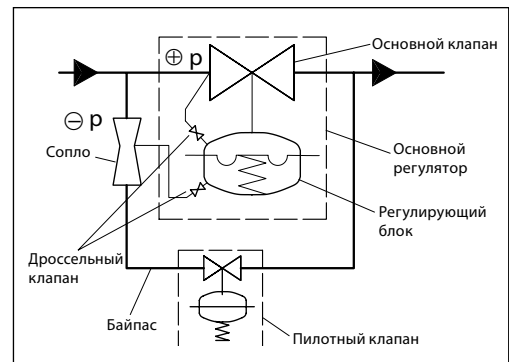 Основной клапан
⊕ p
⊖ p
Сопло
Основной
регулятор
Регулирующий
блок
Дроссельный
клапан
Байпас
Пилотный клапан